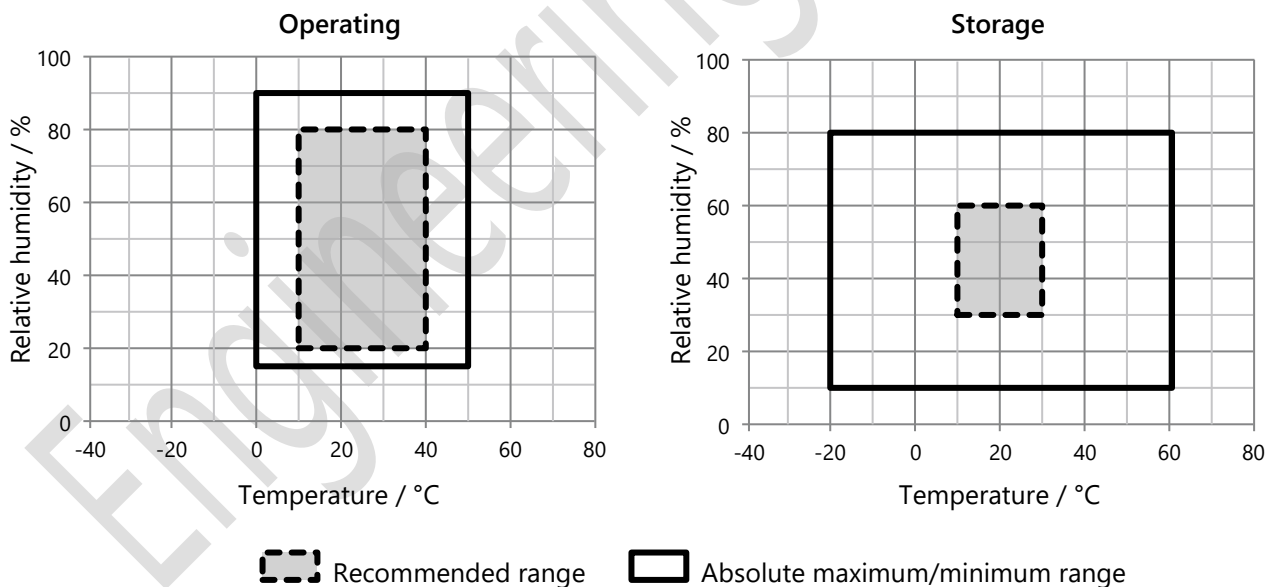 Operating
Relative humidity / %
100
80
60
40
20
0
-40 -20 0 20 40 60 80
Temperature / °C
Storage
Relative humidity / %
100
80
60
40
20
0
-40 -20 0 20 40 60 80
Temperature / °C
Recommended range
Absolute maximum/minimum range
Engineering